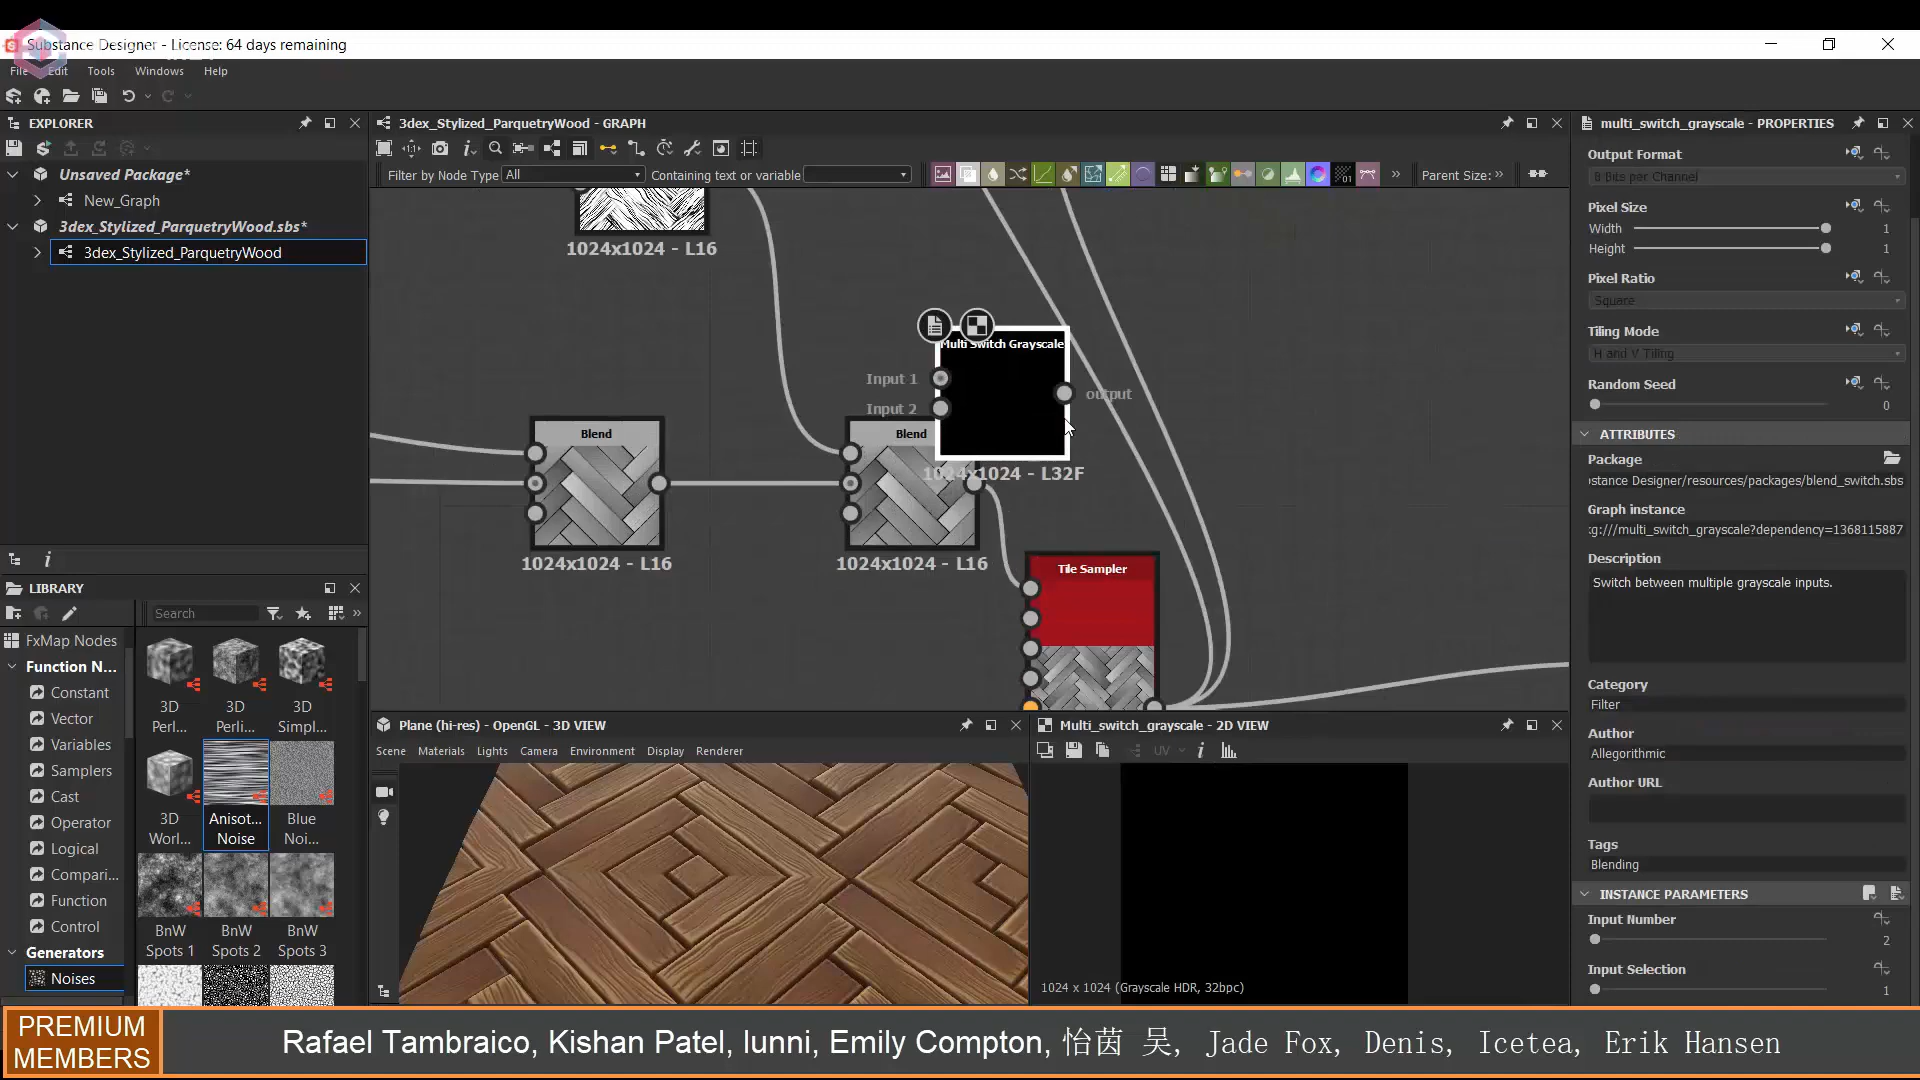 Substance Designer - License: 64 days remaining
File Edit Tools Windows Help
EXPLORER
Unsaved Package*
New_Graph
3dex_Stylized_ParquetryWood.sbs*
3dex_Stylized_ParquetryWood
LIBRARY
Search
FxMap Nodes
Function N...
Constant
Vector
Variables
Samplers
Cast
Operator
Logical
Compari...
Function
Control
Generators
Noises
3D Perl...
3D Perli...
3D Simpl...
3D Worl...
Anisot... Noise
Blue Noi...
BnW Spots 1
BnW Spots 2
BnW Spots 3
3dex_Stylized_ParquetryWood - GRAPH
Filter by Node Type All
Containing text or variable
Parent Size:
1024x1024 - L16
Multi Switch Grayscale
Input 1
Input 2
output
1024x1024 - L32F
Blend
1024x1024 - L16
Blend
1024x1024 - L16
Tile Sampler
Plane (hi-res) - OpenGL - 3D VIEW
Scene Materials Lights Camera Environment Display Renderer
Multi_switch_grayscale - 2D VIEW
UV
1024 x 1024 (Grayscale HDR, 32bpc)
multi_switch_grayscale - PROPERTIES
Output Format
8 Bits per Channel
Pixel Size
Width 1
Height 1
Pixel Ratio
Square
Tiling Mode
H and V Tiling
Random Seed
0
ATTRIBUTES
Package
stance Designer/resources/packages/blend_switch.sbs
Graph instance
:g:///multi_switch_grayscale?dependency=1368115887
Description
Switch between multiple grayscale inputs.
Category
Filter
Author
Allegorithmic
Author URL
Tags
Blending
INSTANCE PARAMETERS
Input Number
2
Input Selection
1
PREMIUM
MEMBERS
Rafael Tambraico, Kishan Patel, lunni, Emily Compton, 怡茵 吴, Jade Fox, Denis, Icetea, Erik Hansen